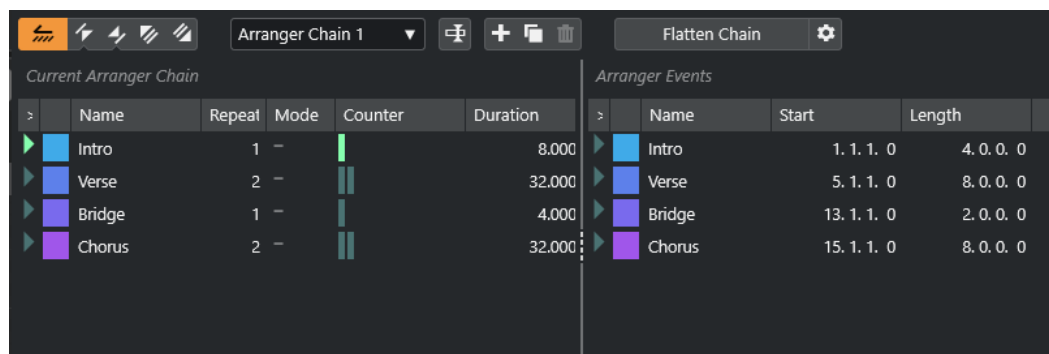 Arranger Chain 1 Flatten Chain
Current Arranger Chain Arranger Events
> Name Repeat Mode Counter Duration > Name Start Length
Intro 1 – 8.000 Intro 1. 1. 1. 0 4. 0. 0. 0
Verse 2 – 32.000 Verse 5. 1. 1. 0 8. 0. 0. 0
Bridge 1 – 4.000 Bridge 13. 1. 1. 0 2. 0. 0. 0
Chorus 2 – 32.000 Chorus 15. 1. 1. 0 8. 0. 0. 0